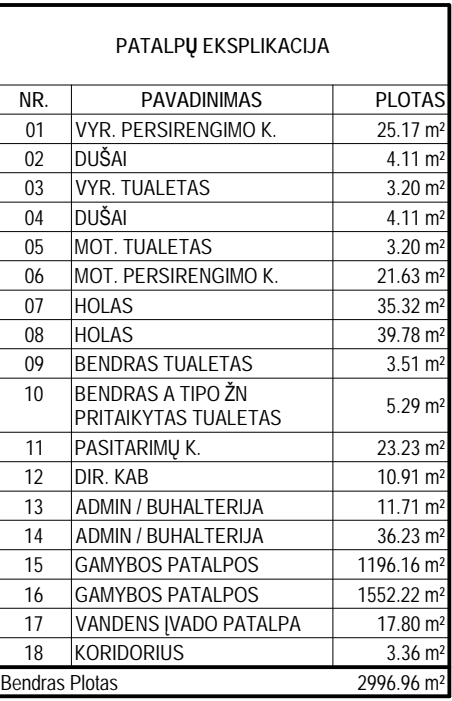 PATALPŲ EKSPLIKACIJA
NR. PAVADINIMAS PLOTAS
01 VYR. PERSIRENGIMO K. 25.17 m²
02 DUŠAI 4.11 m²
03 VYR. TUALETAS 3.20 m²
04 DUŠAI 4.11 m²
05 MOT. TUALETAS 3.20 m²
06 MOT. PERSIRENGIMO K. 21.63 m²
07 HOLAS 35.32 m²
08 HOLAS 39.78 m²
09 BENDRAS TUALETAS 3.51 m²
10 BENDRAS A TIPO ŽN
PRITAIKYTAS TUALETAS 5.29 m²
11 PASITARIMŲ K. 23.23 m²
12 DIR. KAB 10.91 m²
13 ADMIN / BUHALTERIJA 11.71 m²
14 ADMIN / BUHALTERIJA 36.23 m²
15 GAMYBOS PATALPOS 1196.16 m²
16 GAMYBOS PATALPOS 1552.22 m²
17 VANDENS ĮVADO PATALPA 17.80 m²
18 KORIDORIUS 3.36 m²
Bendras Plotas 2996.96 m²